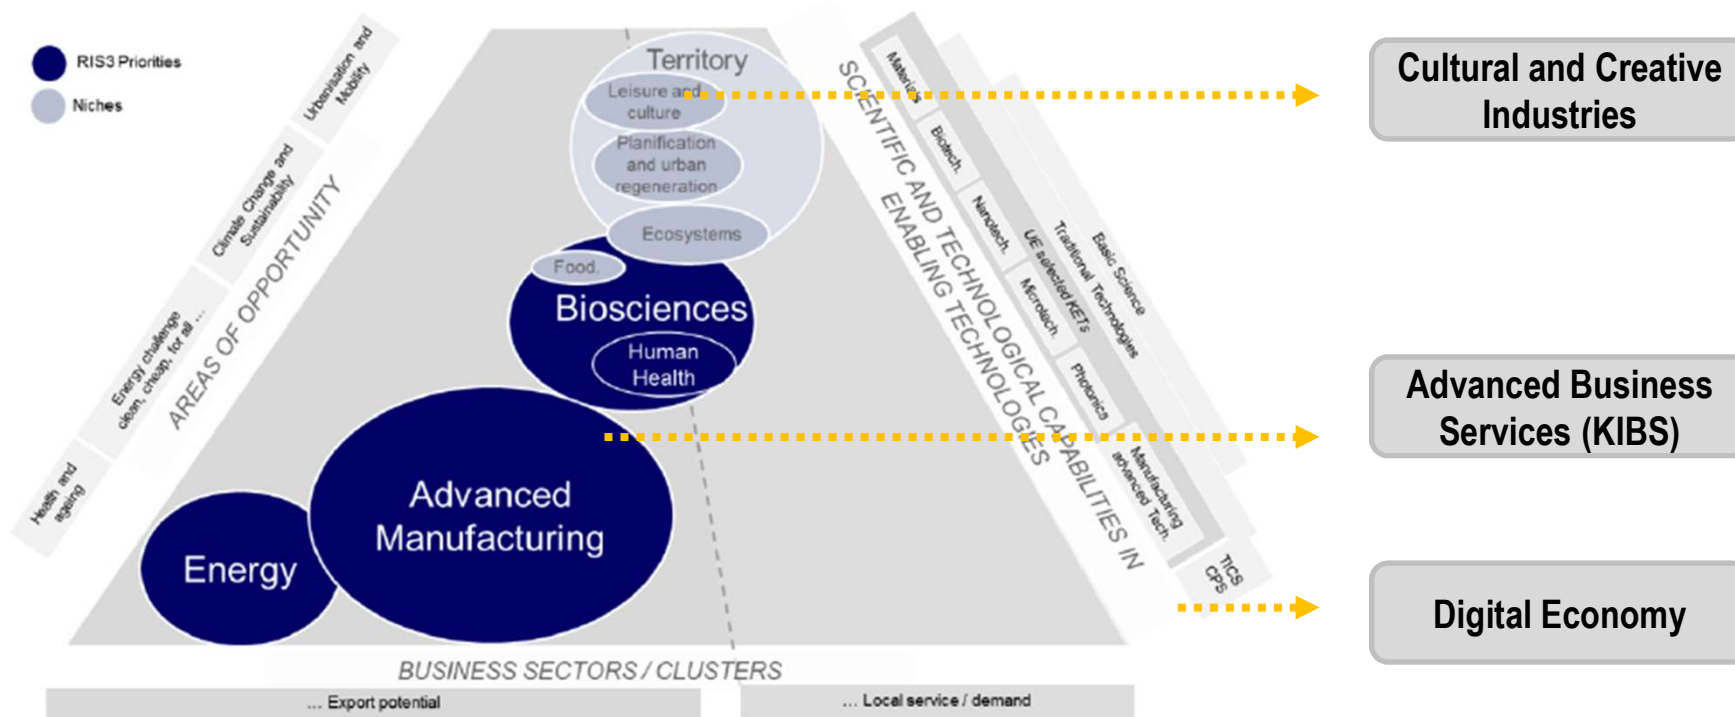 RIS3 Priorities
Niches
Urbanisation and
Mobility
Climate Change and
Sustainability
Energy challenge
clean, cheap, for all ...
Health and
ageing
AREAS OF OPPORTUNITY
Territory
Leisure and
culture
Planification
and urban
regeneration
Ecosystems
Food.
Biosciences
Human
Health
Advanced
Manufacturing
Energy
SCIENTIFIC AND TECHNOLOGICAL CAPABILITIES IN
ENABLING TECHNOLOGIES
Materials
Biotech.
Nanotech.
Microtech.
Photonics
Manufacturing
advanced Tech.
UE selected KETs
Traditional Technologies
Basic Science
TICS
CPS
BUSINESS SECTORS / CLUSTERS
... Export potential
... Local service / demand
Cultural and Creative
Industries
Advanced Business
Services (KIBS)
Digital Economy